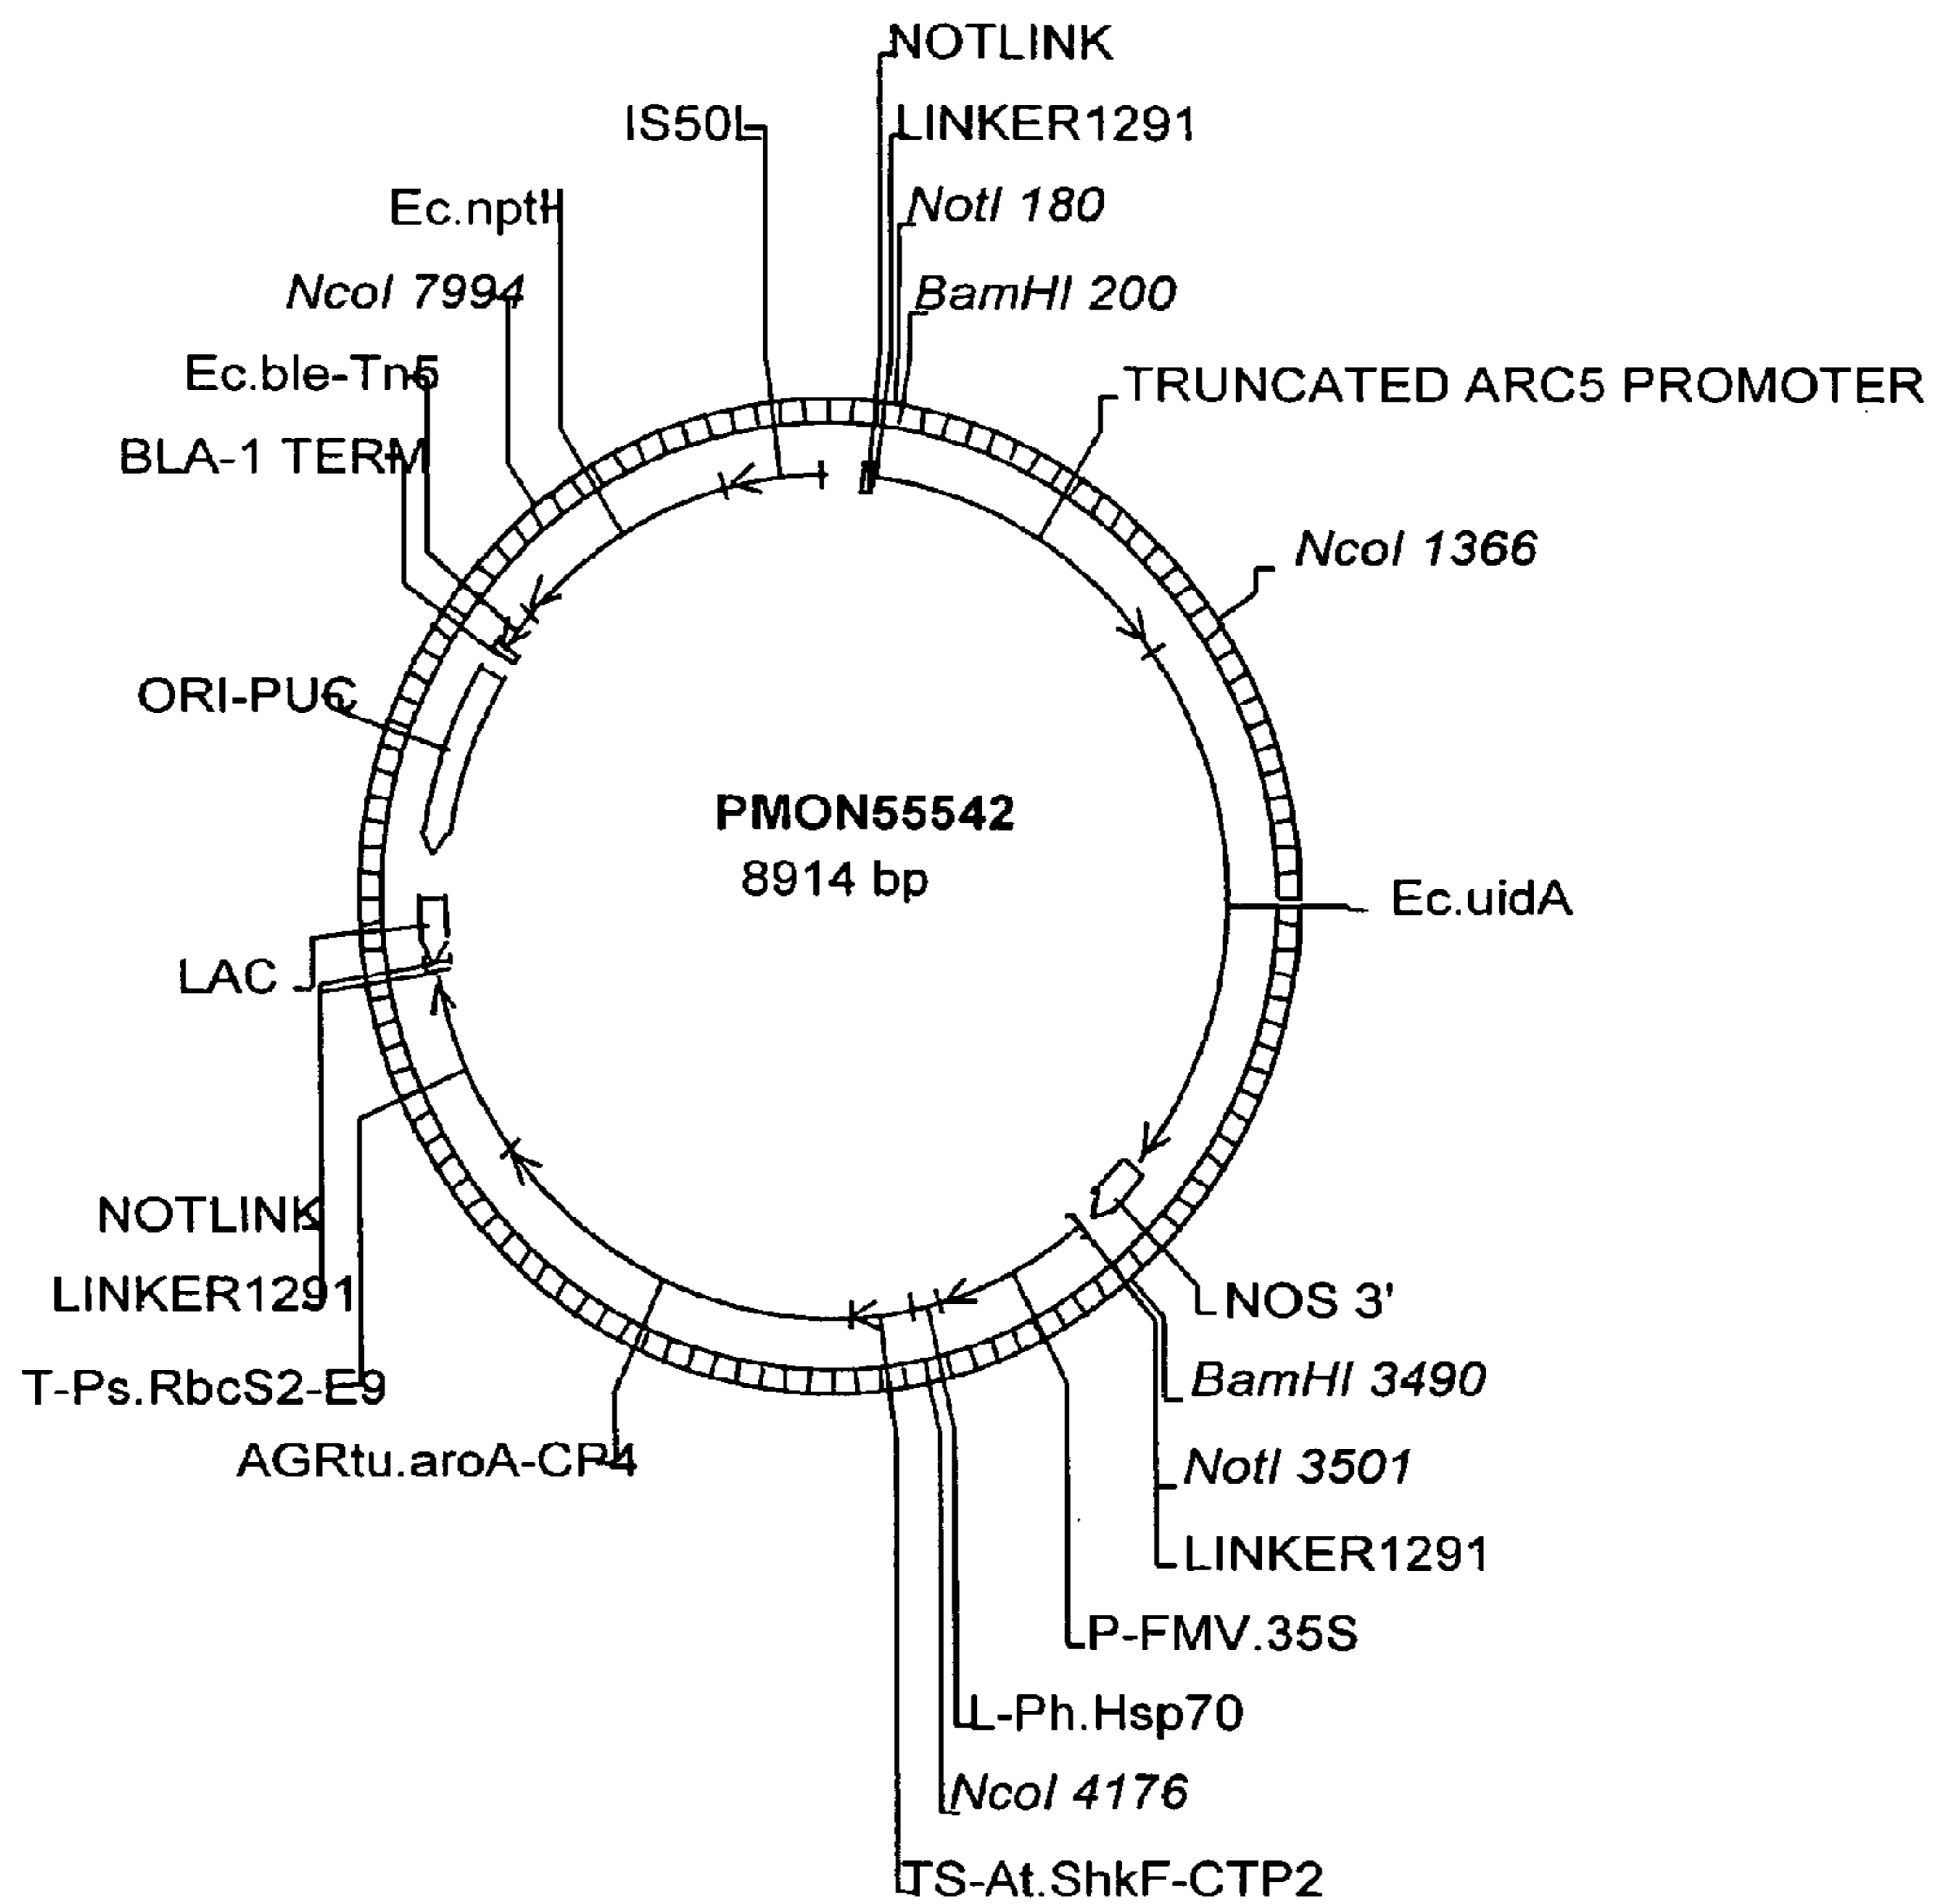 NOTLINK
IS50L
LINKER1291
Ec.nptII
NotI 180
NcoI 7994
BamHI 200
Ec.ble-Tn5
TRUNCATED ARC5 PROMOTER
BLA-1 TERM
NcoI 1366
ORI-PUC
PMON55542
8914 bp
Ec.uidA
LAC
NOTLINK
LINKER1291
NOS 3'
T-Ps.RbcS2-E9
BamHI 3490
AGRtu.aroA-CP4
NotI 3501
LINKER1291
P-FMV.35S
L-Ph.Hsp70
NcoI 4176
TS-At.ShkF-CTP2